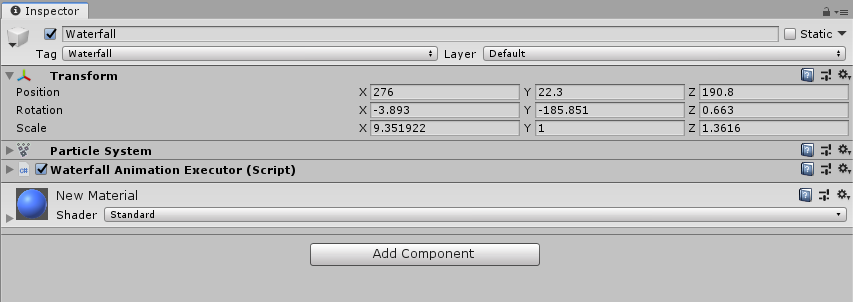 Inspector
Waterfall
Static
Tag Waterfall Layer Default
Transform
Position X 276 Y 22.3 Z 190.8
Rotation X -3.893 Y -185.851 Z 0.663
Scale X 9.351922 Y 1 Z 1.3616
Particle System
C# Waterfall Animation Executor (Script)
New Material
Shader Standard
Add Component